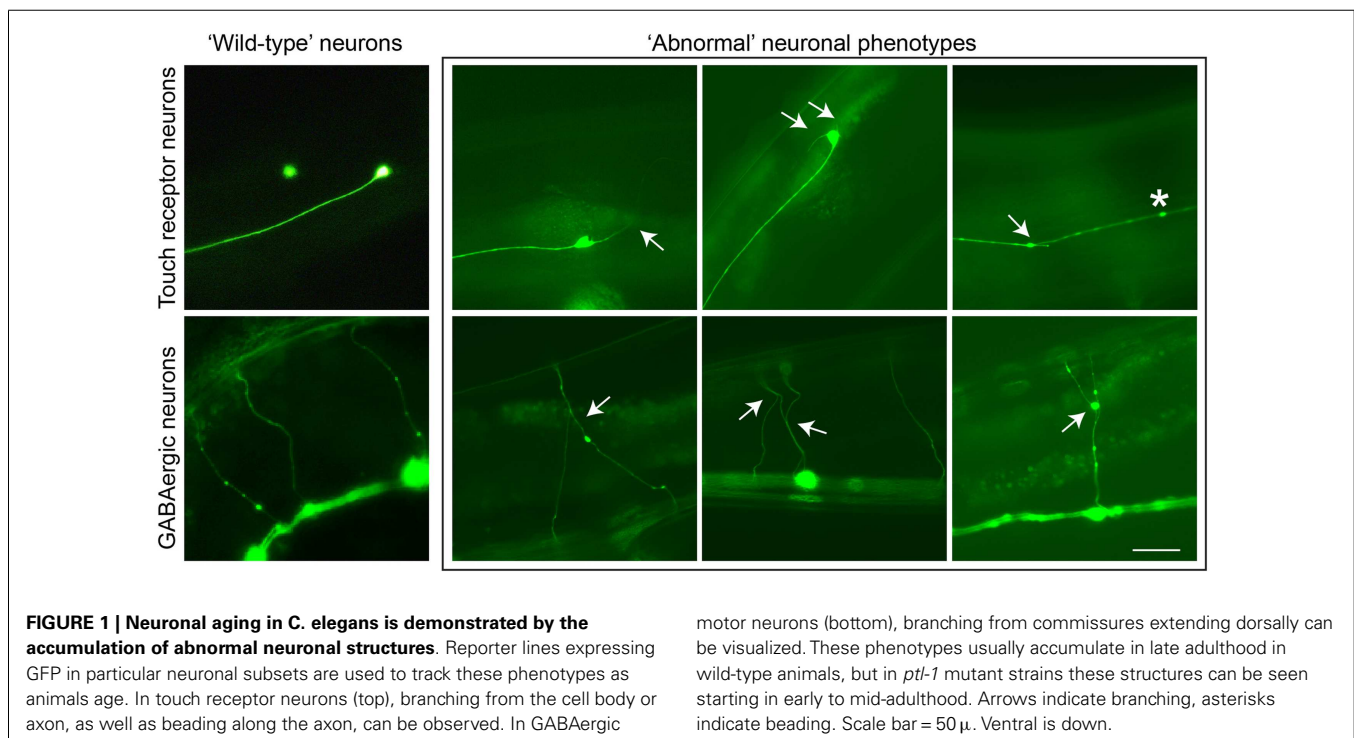 'Wild-type' neurons
'Abnormal' neuronal phenotypes
Touch receptor neurons
*
GABAergic neurons
FIGURE 1 | Neuronal aging in C. elegans is demonstrated by the
accumulation of abnormal neuronal structures. Reporter lines expressing
GFP in particular neuronal subsets are used to track these phenotypes as
animals age. In touch receptor neurons (top), branching from the cell body or
axon, as well as beading along the axon, can be observed. In GABAergic
motor neurons (bottom), branching from commissures extending dorsally can
be visualized. These phenotypes usually accumulate in late adulthood in
wild-type animals, but in ptl-1 mutant strains these structures can be seen
starting in early to mid-adulthood. Arrows indicate branching, asterisks
indicate beading. Scale bar = 50 μ. Ventral is down.